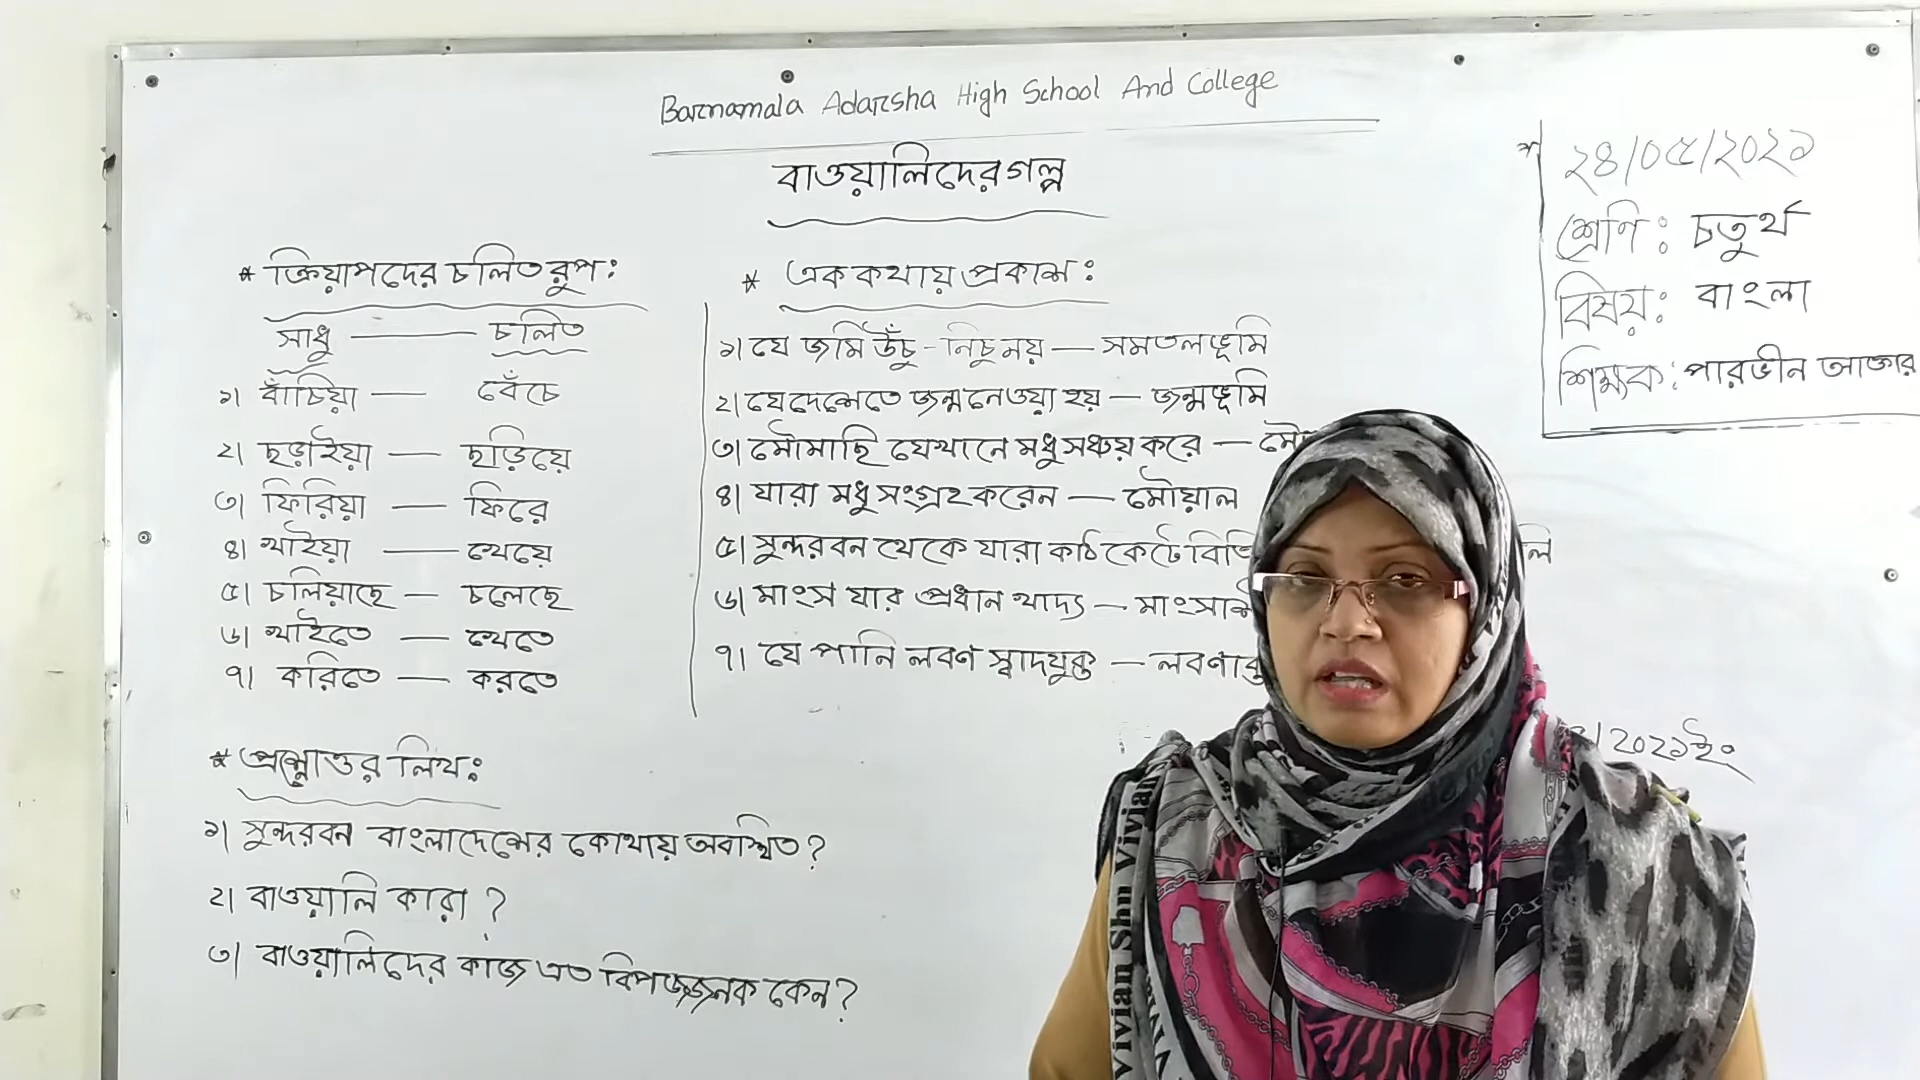 Barnamala Adarsha High School And College
বাওয়ালিদের গল্প
২৪/০৫/২০২১
শ্রেণি: চতুর্থ
বিষয়: বাংলা
শিক্ষক: পারভীন আক্তার
* ক্রিয়াপদের চলিত রুপ:
সাধু — চলিত
১। বাঁচিয়া — বেঁচে
২। ছড়াইয়া — ছড়িয়ে
৩। ফিরিয়া — ফিরে
৪। খাইয়া — খেয়ে
৫। চলিয়াছে — চলেছে
৬। খাইতে — খেতে
৭। করিতে — করতে
* এক কথায় প্রকাশ:
১। যে জমি উঁচু-নিচু ময় — সমতলভূমি
২। যে দেশেতে জন্ম নেওয়া হয় — জন্মভূমি
৩। মৌমাছি যেখানে মধু সঞ্চয় করে —
৪। যারা মধু সংগ্রহ করেন — মৌয়াল
৫। সুন্দরবন থেকে যারা কাঠ কেটে
৬। মাংস যার প্রধান খাদ্য —
৭। যে পানি লবণ স্বাদযুক্ত —
/২০২১ইং
* প্রশ্নোত্তর লিখ:
১। সুন্দরবন বাংলাদেশের কোথায় অবস্থিত?
২। বাওয়ালি কারা?
৩। বাওয়ালিদের কাজ এত বিপজ্জনক কেন?